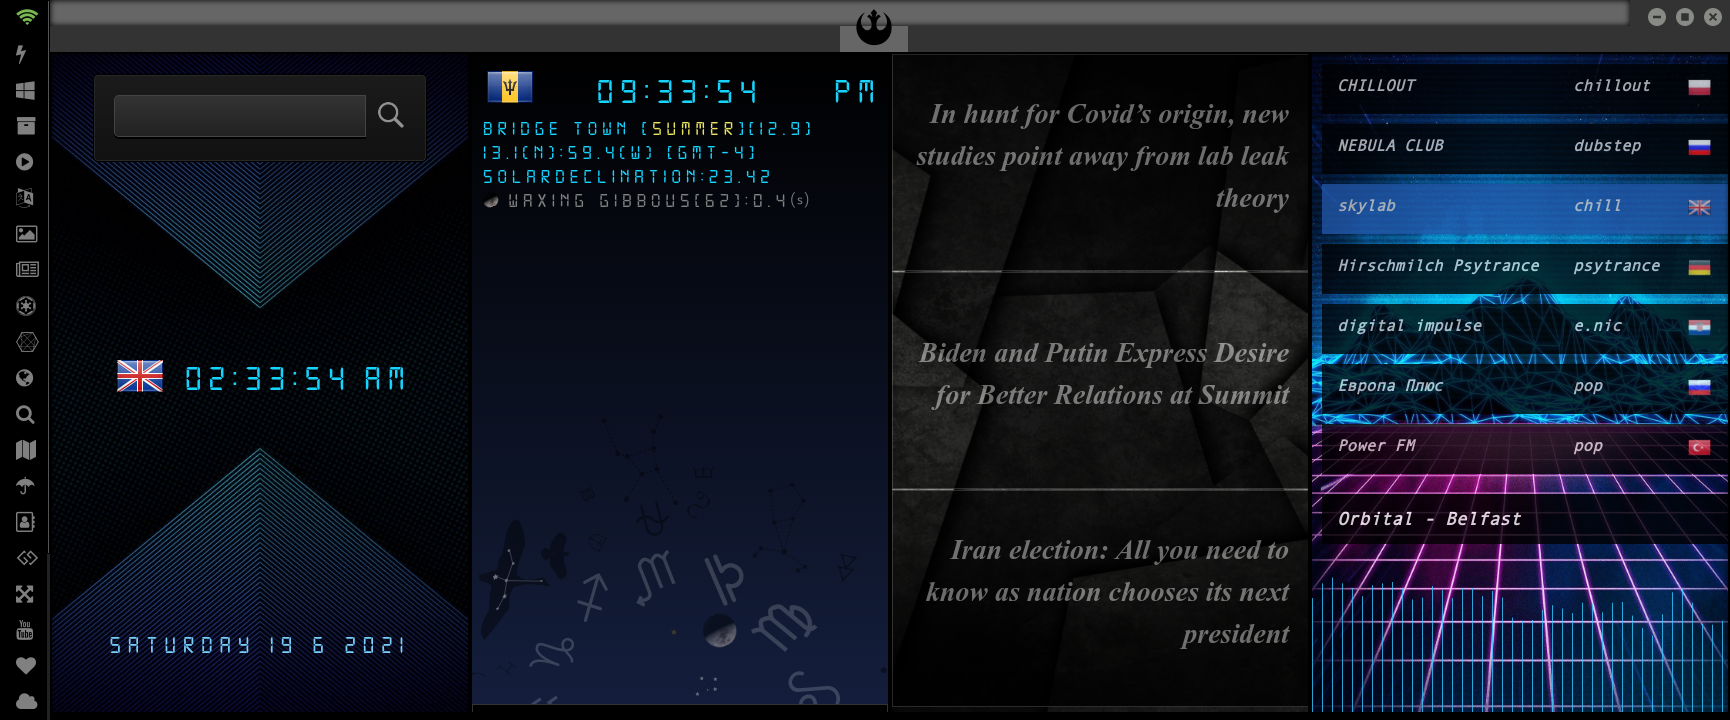 02:33:54 AM
SATURDAY 19 6 2021
09:33:54 PM
BRIDGE TOWN [SUMMER][12.9]
13.1(N):59.4(W) [GMT-4]
SOLARDECLINATION:23.42
WAXING GIBBOUS[62]:0.4(s)
In hunt for Covid’s origin, new
studies point away from lab leak
theory
Biden and Putin Express Desire
for Better Relations at Summit
Iran election: All you need to
know as nation chooses its next
president
CHILLOUT chillout
NEBULA CLUB dubstep
skylab chill
Hirschmilch Psytrance psytrance
digital impulse e.nic
Европа Плюс pop
Power FM pop
Orbital - Belfast
You
Tube